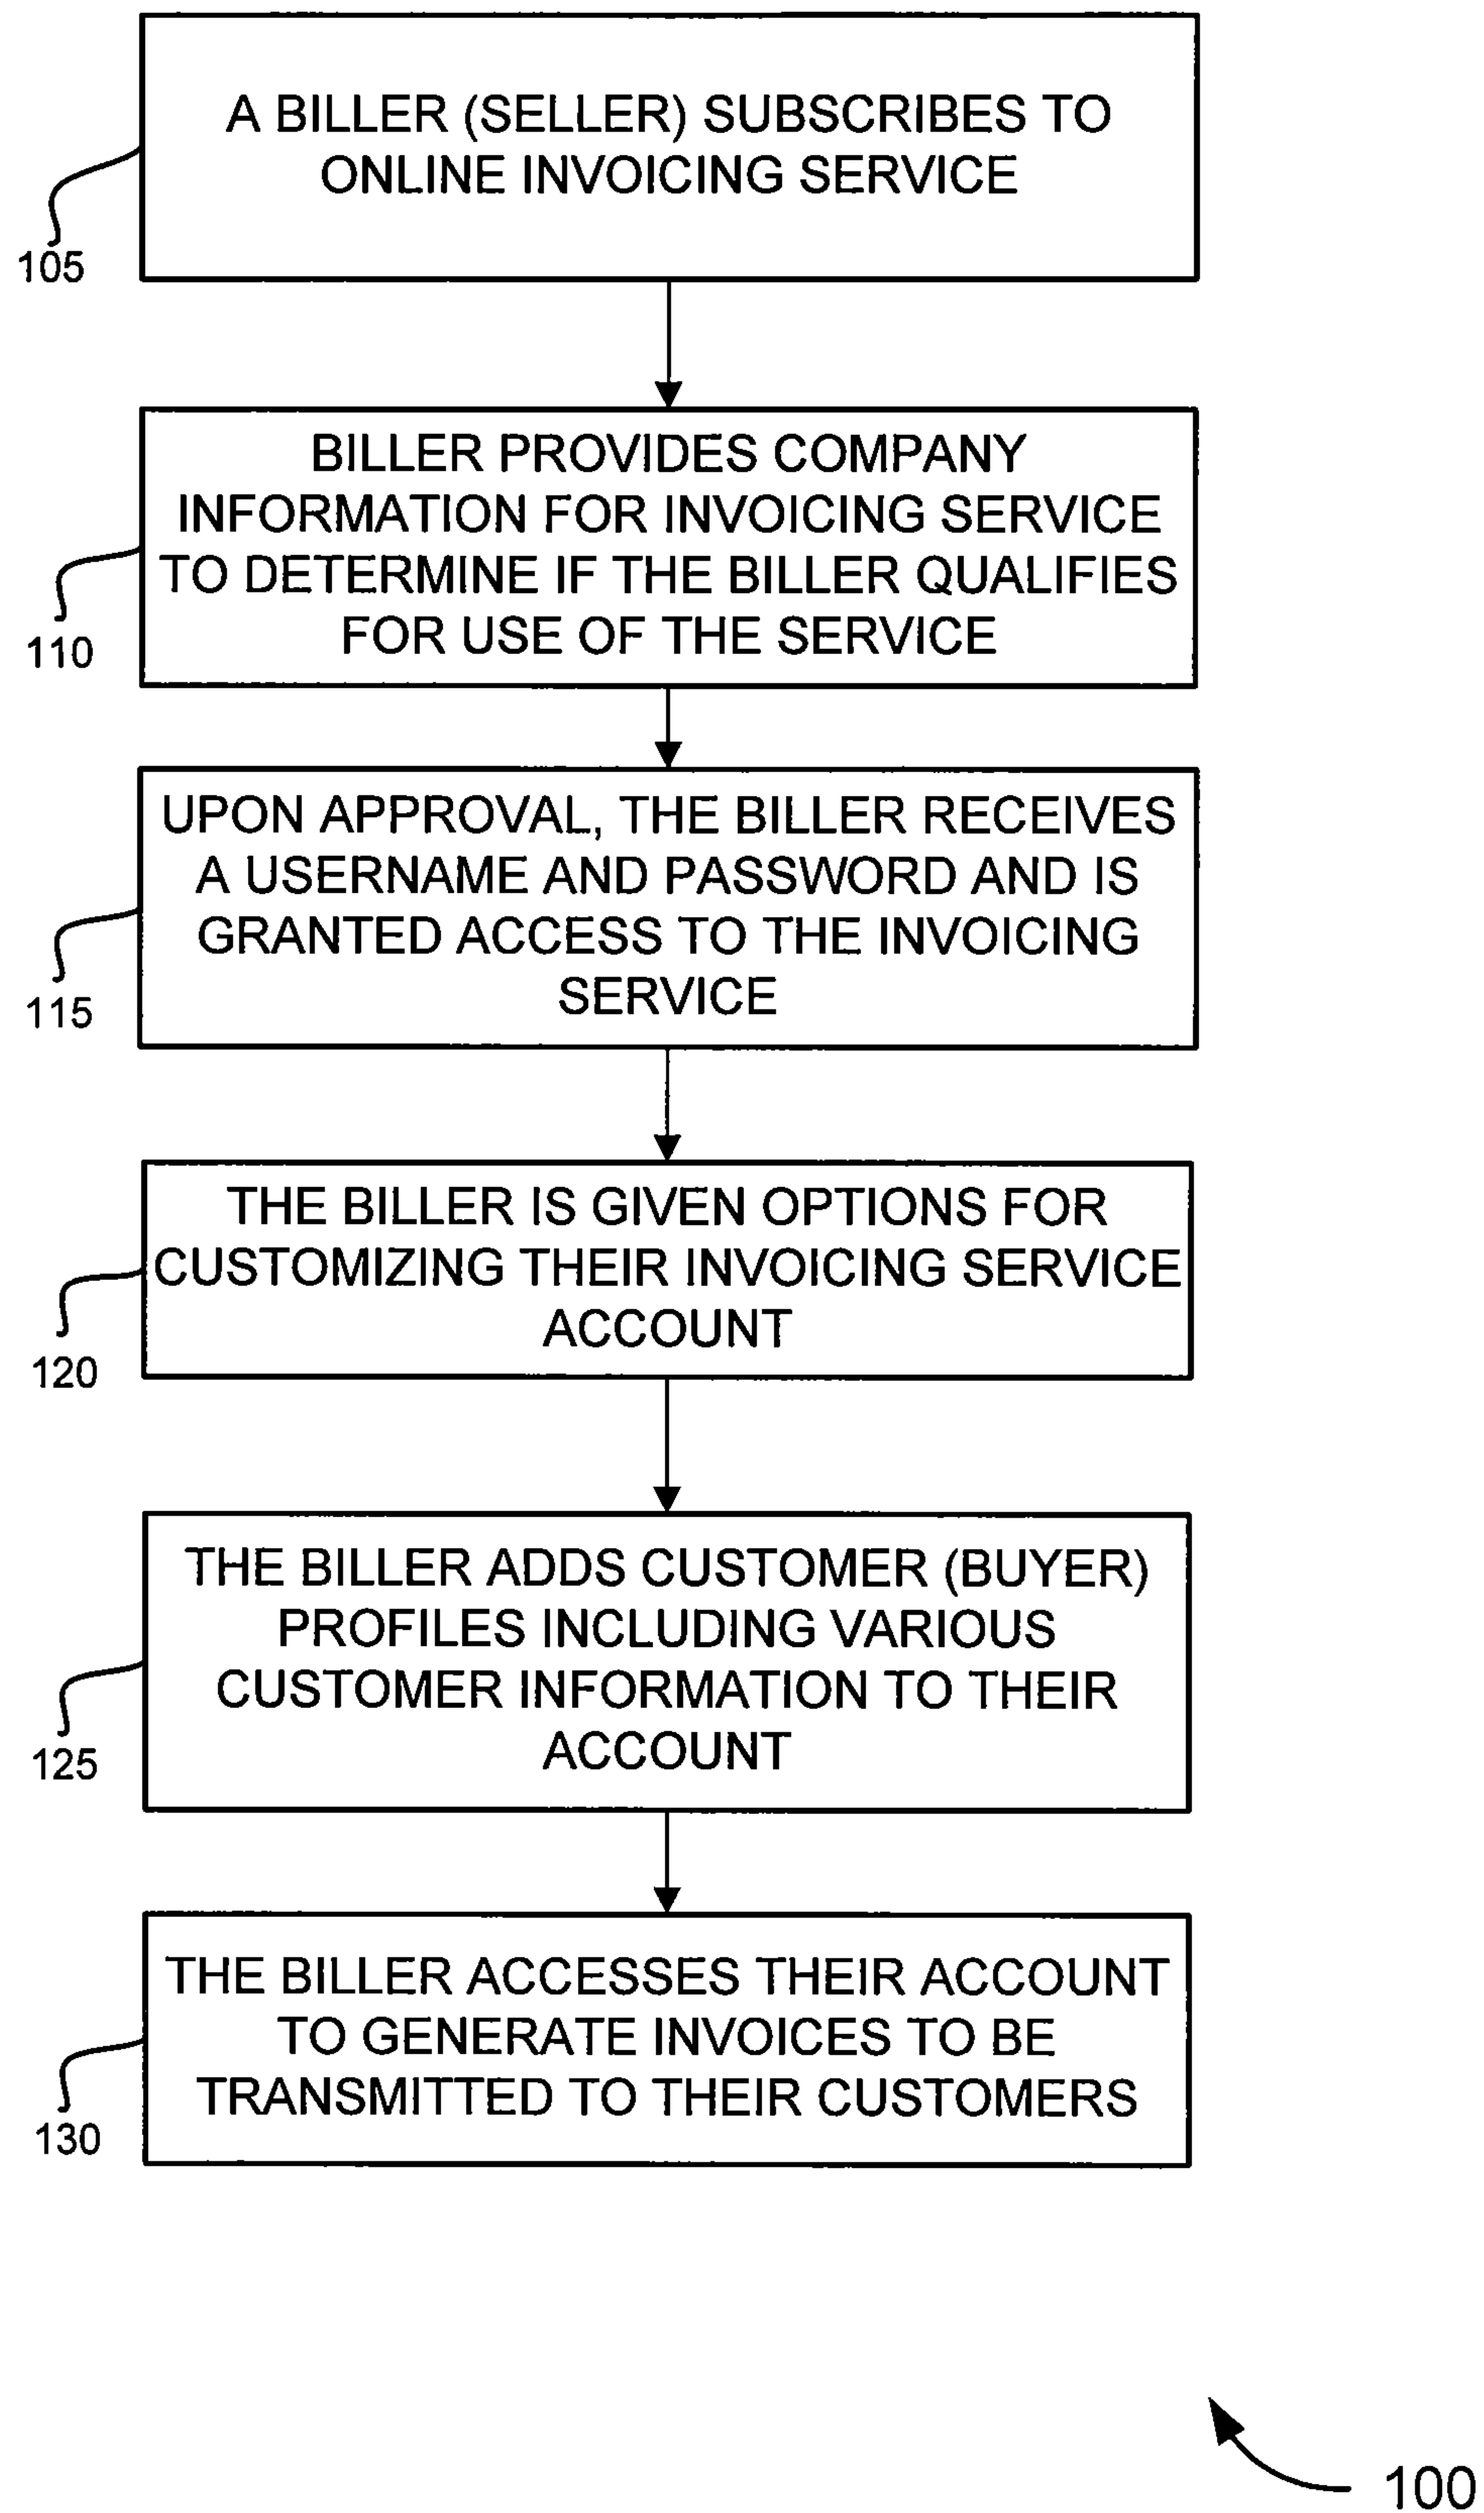 A BILLER (SELLER) SUBSCRIBES TO
ONLINE INVOICING SERVICE
105
BILLER PROVIDES COMPANY
INFORMATION FOR INVOICING SERVICE
TO DETERMINE IF THE BILLER QUALIFIES
FOR USE OF THE SERVICE
110
UPON APPROVAL, THE BILLER RECEIVES
A USERNAME AND PASSWORD AND IS
GRANTED ACCESS TO THE INVOICING
SERVICE
115
THE BILLER IS GIVEN OPTIONS FOR
CUSTOMIZING THEIR INVOICING SERVICE
ACCOUNT
120
THE BILLER ADDS CUSTOMER (BUYER)
PROFILES INCLUDING VARIOUS
CUSTOMER INFORMATION TO THEIR
ACCOUNT
125
THE BILLER ACCESSES THEIR ACCOUNT
TO GENERATE INVOICES TO BE
TRANSMITTED TO THEIR CUSTOMERS
130
100